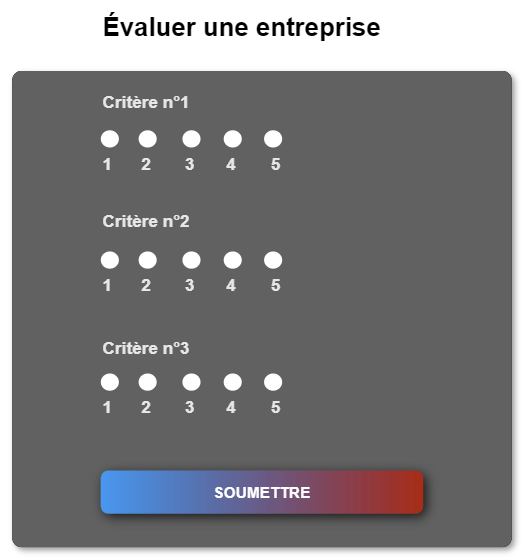 Évaluer une entreprise
Critère n°1
1 2 3 4 5
Critère n°2
1 2 3 4 5
Critère n°3
1 2 3 4 5
SOUMETTRE